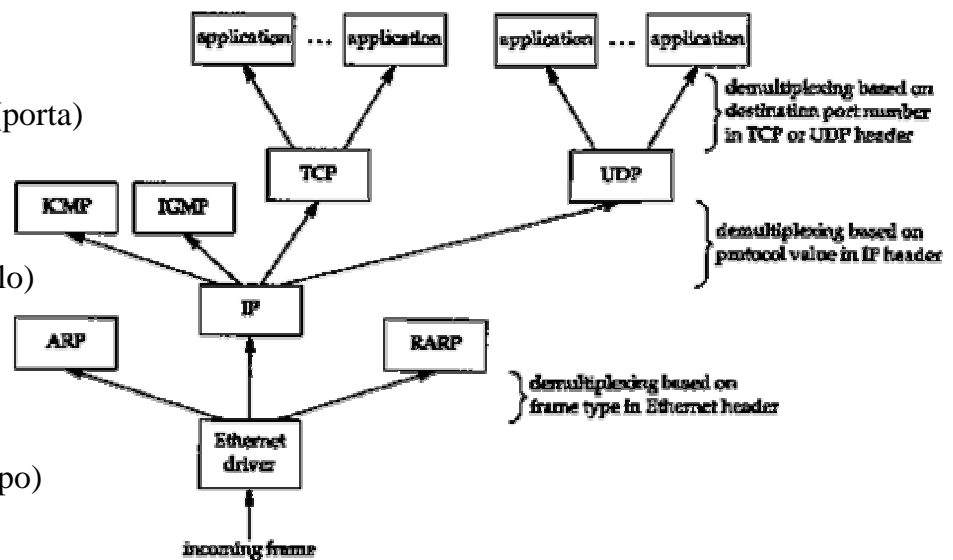 application ... application
application ... application
demultiplexing based on
destination port number
in TCP or UDP header
porta)
TCP
UDP
ICMP
IGMP
demultiplexing based on
protocol value in IP header
lo)
IP
ARP
RARP
demultiplexing based on
frame type in Ethernet header
Ethernet
driver
po)
incoming frame